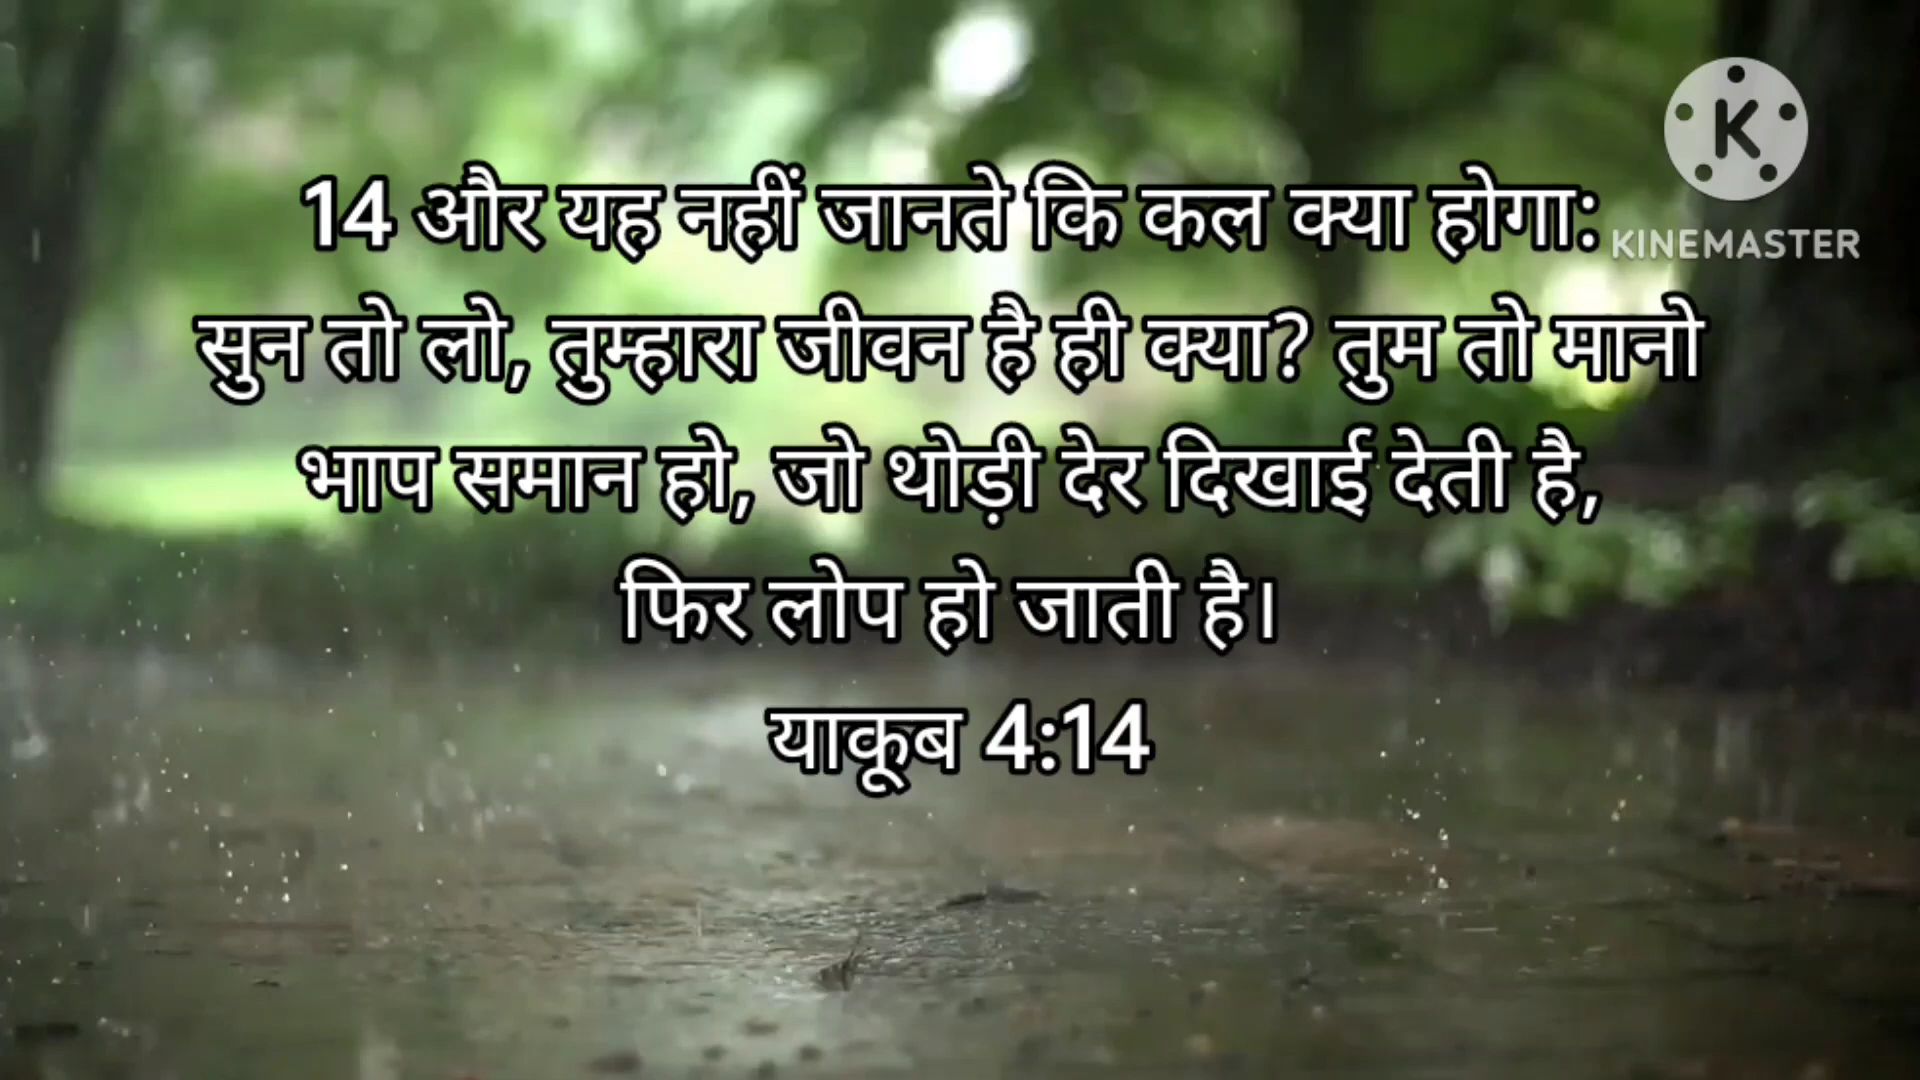 14 और यह नहीं जानते कि कल क्या होगा:
सुन तो लो, तुम्हारा जीवन है ही क्या? तुम तो मानो
भाप समान हो, जो थोड़ी देर दिखाई देती है,
फिर लोप हो जाती है।
याकूब 4:14
K
KINEMASTER